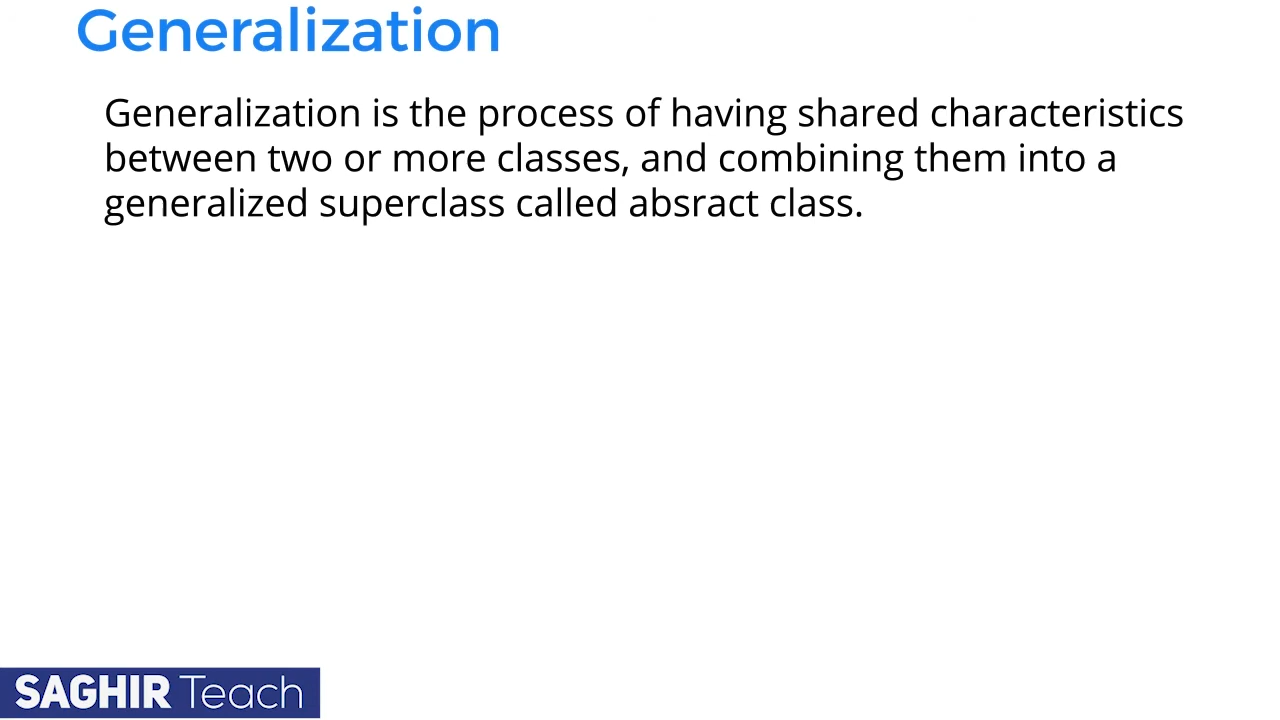 Generalization
Generalization is the process of having shared characteristics
between two or more classes, and combining them into a
generalized superclass called absract class.
SAGHIR Teach